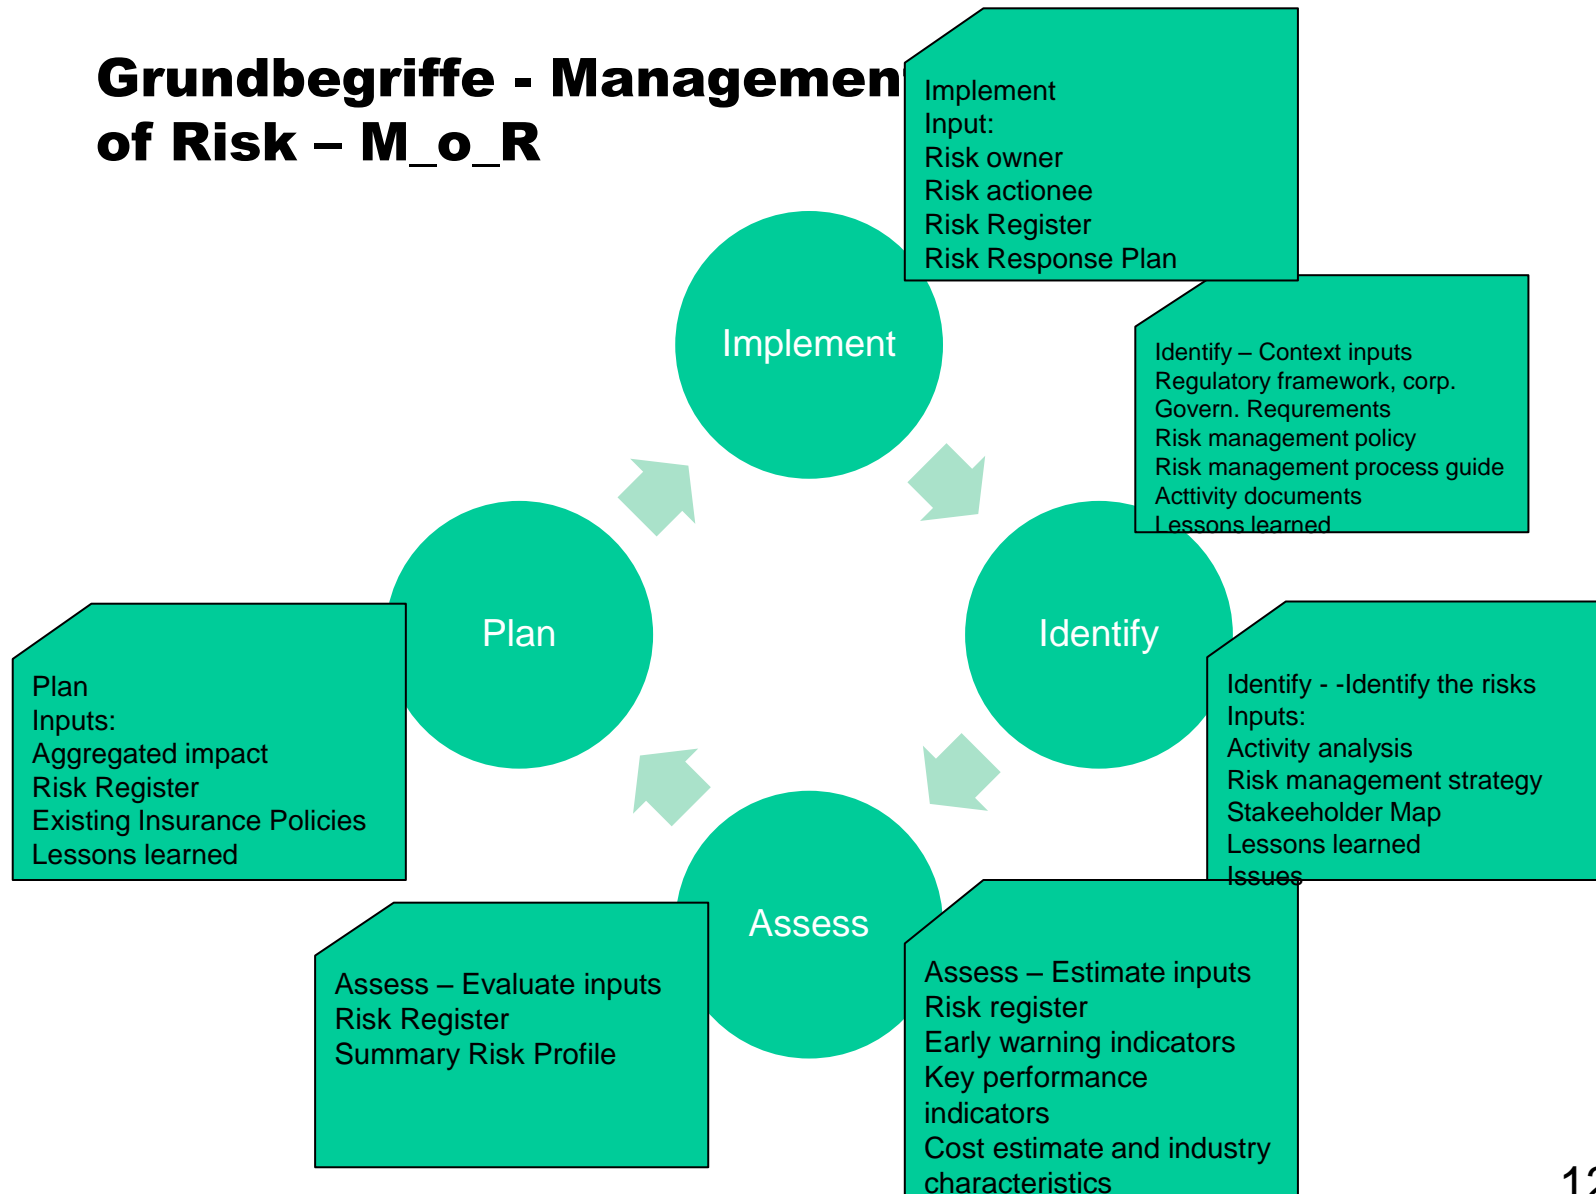 Grundbegriffe - Management
of Risk – M_o_R
Implement
Input:
Risk owner
Risk actionee
Risk Register
Risk Response Plan
Implement
Identify – Context inputs
Regulatory framework, corp.
Govern. Requrements
Risk management policy
Risk management process guide
Acttivity documents
Lessons learned
Plan
Identify
Plan
Inputs:
Aggregated impact
Risk Register
Existing Insurance Policies
Lessons learned
Identify - -Identify the risks
Inputs:
Activity analysis
Risk management strategy
Stakeeholder Map
Lessons learned
Issues
Assess
Assess – Evaluate inputs
Risk Register
Summary Risk Profile
Assess – Estimate inputs
Risk register
Early warning indicators
Key performance
indicators
Cost estimate and industry
characteristics
12